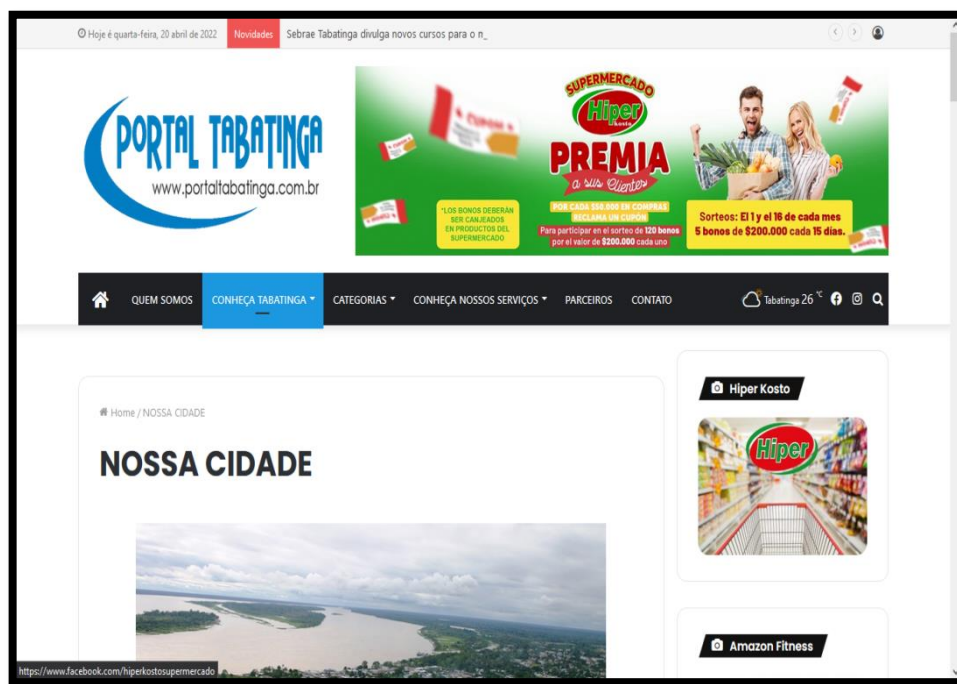 Hoje é quarta-feira, 20 abril de 2022
Novidades
Sebrae Tabatinga divulga novos cursos para o m_
PORTAL TABATINGA
www.portaltabatinga.com.br
SUPERMERCADO
Hiper
Kosto
PREMIA
a sus Clientes
POR CADA $50.000 EN COMPRAS
RECLAMA UN CUPÓN
Para participar en el sorteo de 120 bonos
por el valor de $200.000 cada uno
*LOS BONOS DEBERÁN
SER CANJEADOS
EN PRODUCTOS DEL
SUPERMERCADO
Sorteos: El 1 y el 16 de cada mes
5 bonos de $200.000 cada 15 días.
QUEM SOMOS
CONHEÇA TABATINGA
CATEGORIAS
CONHEÇA NOSSOS SERVIÇOS
PARCEIROS
CONTATO
Tabatinga 26 °C
Home / NOSSA CIDADE
NOSSA CIDADE
Hiper Kosto
Hiper
Amazon Fitness
https://www.facebook.com/hiperkostosupermercado